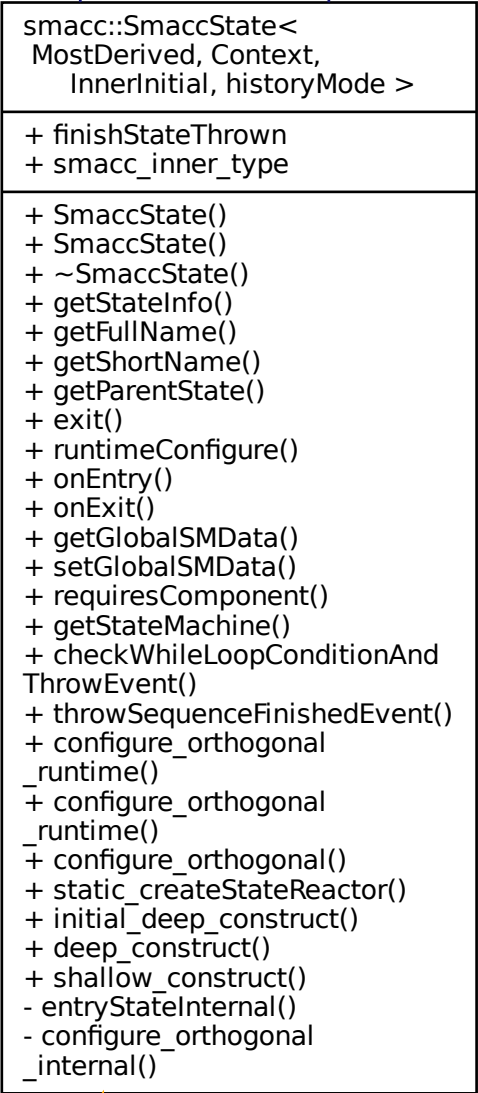 smacc::SmaccState<
MostDerived, Context,
InnerInitial, historyMode >
+ finishStateThrown
+ smacc_inner_type
+ SmaccState()
+ SmaccState()
+ ~SmaccState()
+ getStateInfo()
+ getFullName()
+ getShortName()
+ getParentState()
+ exit()
+ runtimeConfigure()
+ onEntry()
+ onExit()
+ getGlobalSMData()
+ setGlobalSMData()
+ requiresComponent()
+ getStateMachine()
+ checkWhileLoopConditionAnd
ThrowEvent()
+ throwSequenceFinishedEvent()
+ configure_orthogonal
_runtime()
+ configure_orthogonal
_runtime()
+ configure_orthogonal()
+ static_createStateReactor()
+ initial_deep_construct()
+ deep_construct()
+ shallow_construct()
- entryStateInternal()
- configure_orthogonal
_internal()